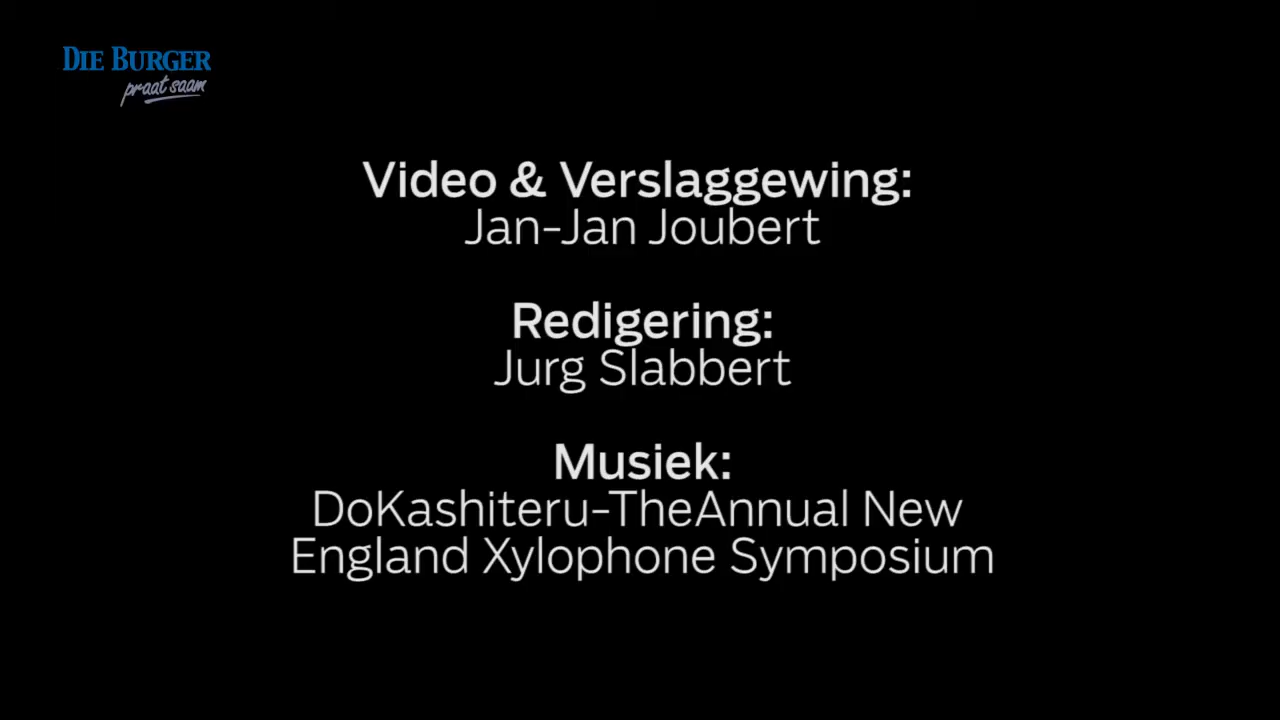 DIE BURGER
praat saam
Video & Verslaggewing:
Jan-Jan Joubert
Redigering:
Jurg Slabbert
Musiek:
DoKashiteru-TheAnnual New
England Xylophone Symposium